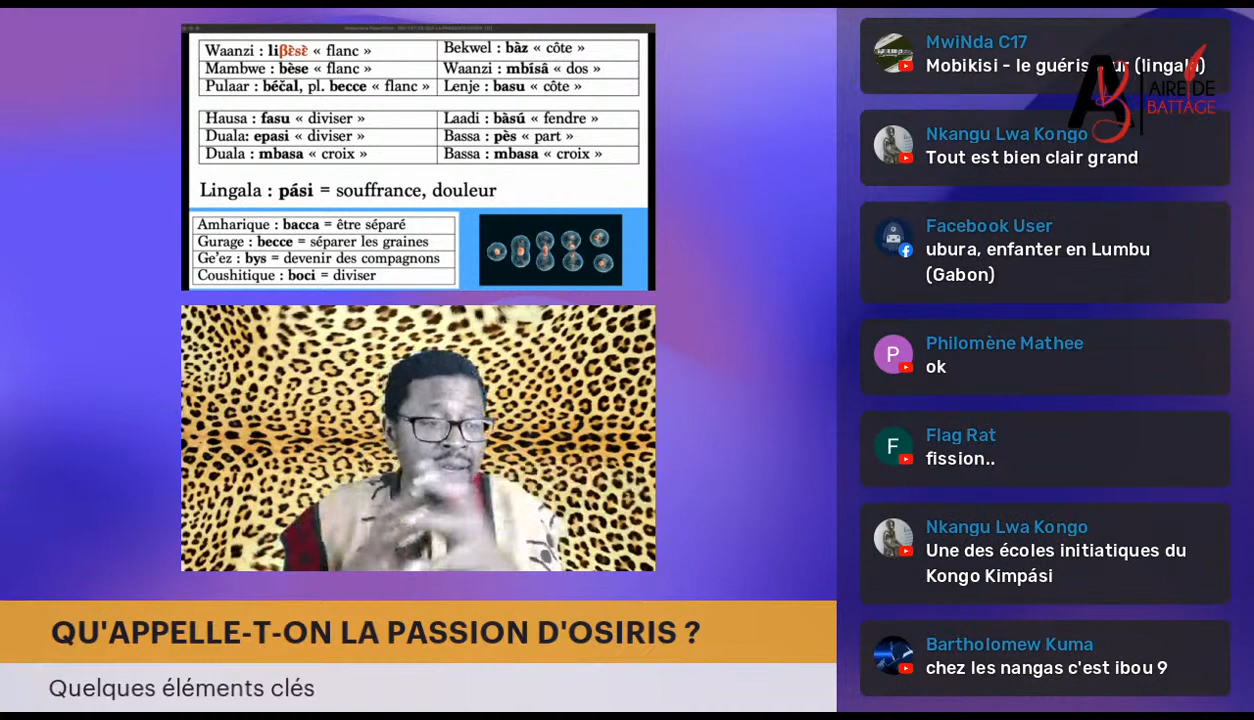 Waanzi : liβèsè « flanc »
Bekwel : bàz « côte »
Mambwe : bèse « flanc »
Waanzi : mbísâ « dos »
Pulaar : béčal, pl. becce « flanc »
Lenje : basu « côte »
Hausa : fasu « diviser »
Laadi : bàsú « fendre »
Duala: epasi « diviser »
Bassa : pès « part »
Duala : mbasa « croix »
Bassa : mbasa « croix »
Lingala : pási = souffrance, douleur
Amharique : bacca = être séparé
Gurage : becce = séparer les graines
Ge'ez : bys = devenir des compagnons
Coushitique : boci = diviser
QU'APPELLE-T-ON LA PASSION D'OSIRIS ?
Quelques éléments clés
MwiNda C17
Mobikisi - le guérisseur (lingala)
AIRE DE
BATTAGE
Nkangu Lwa Kongo
Tout est bien clair grand
Facebook User
ubura, enfanter en Lumbu
(Gabon)
P
Philomène Mathee
ok
F
Flag Rat
fission..
Nkangu Lwa Kongo
Une des écoles initiatiques du
Kongo Kimpási
Bartholomew Kuma
chez les nangas c'est ibou 9